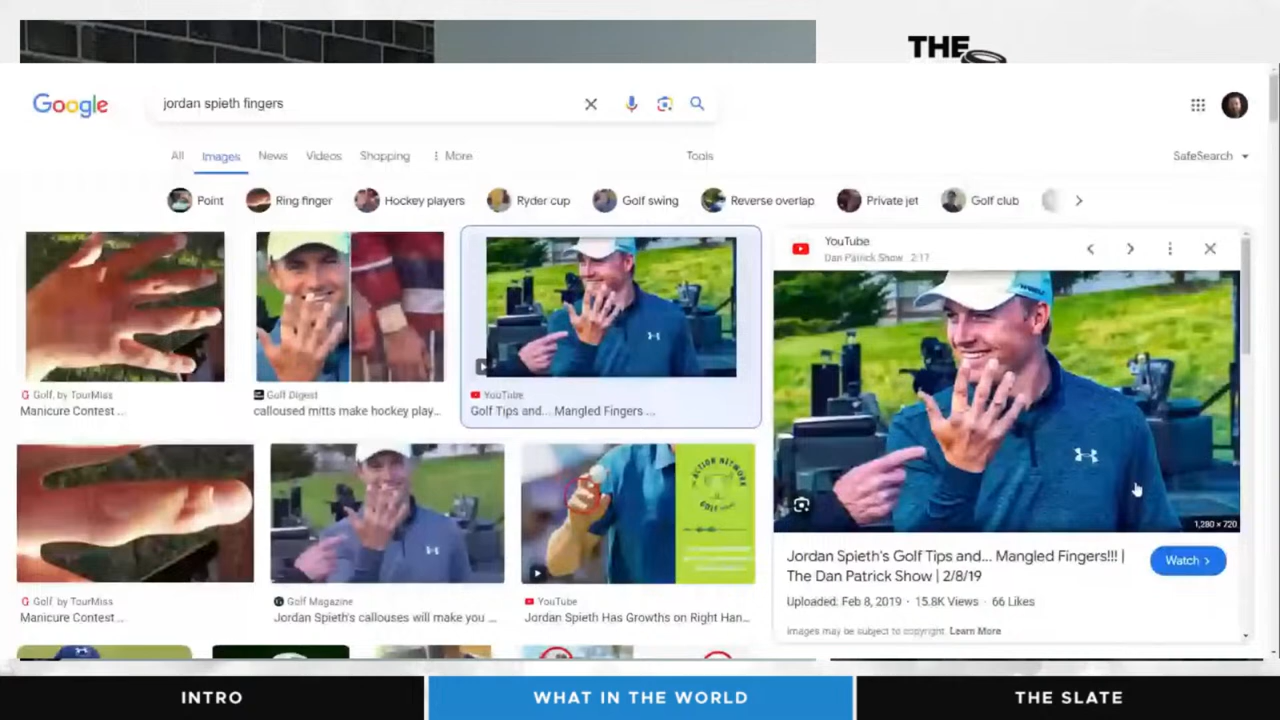 THE
Google
jordan spieth fingers
All
Images
News
Videos
Shopping
More
Tools
SafeSearch
Point
Ring finger
Hockey players
Ryder cup
Golf swing
Reverse overlap
Private jet
Golf club
YouTube
Dan Patrick Show 2:17
1,280 × 720
Golf. by TourMiss
Manicure Contest ...
Golf Digest
calloused mitts make hockey play...
YouTube
Golf Tips and... Mangled Fingers ...
ACTION NETWORK
GOLF
Golf. by TourMiss
Manicure Contest ...
Golf Magazine
Jordan Spieth's callouses will make you ...
YouTube
Jordan Spieth Has Growths on Right Han...
Jordan Spieth's Golf Tips and... Mangled Fingers!!! |
The Dan Patrick Show | 2/8/19
Watch
Uploaded: Feb 8, 2019 · 15.8K Views · 66 Likes
Images may be subject to copyright. Learn More
INTRO
WHAT IN THE WORLD
THE SLATE